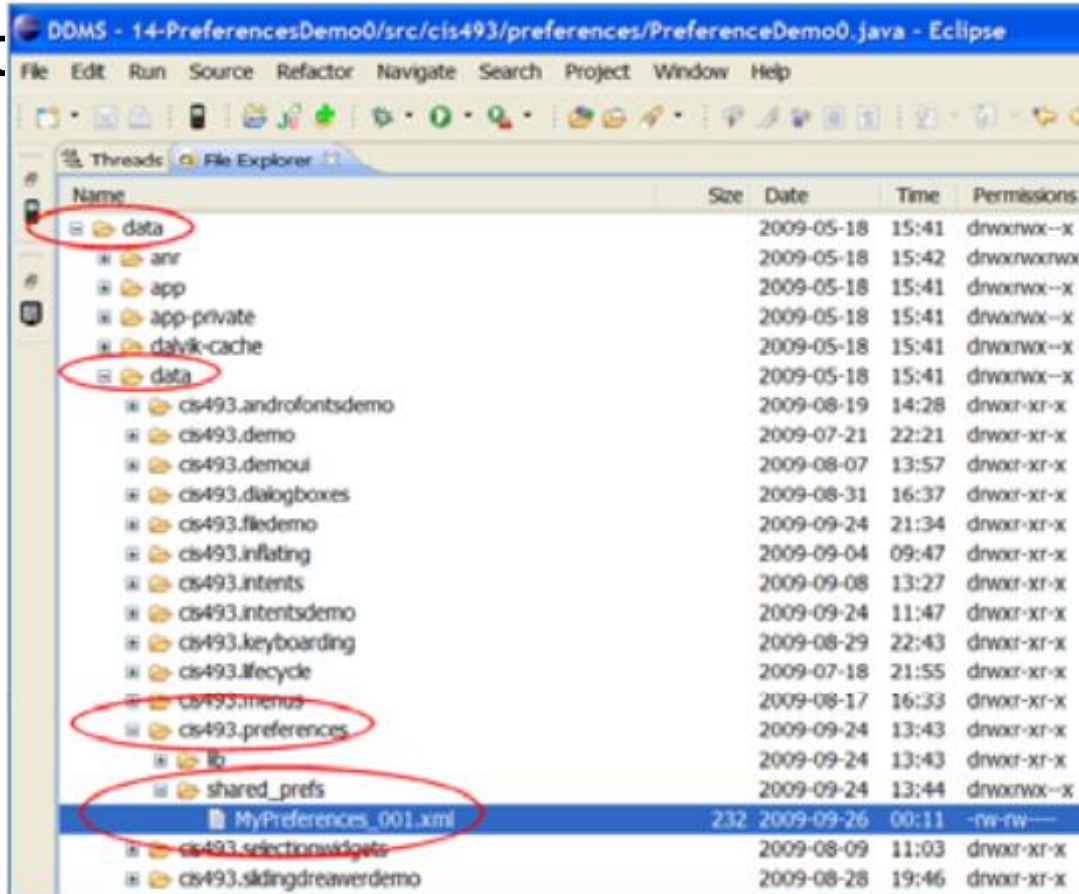 DDMS - 14-PreferencesDemo0/src/cis493/preferences/PreferenceDemo0.java - Eclipse
File Edit Run Source Refactor Navigate Search Project Window Help
Threads File Explorer
Name Size Date Time Permissions
data 2009-05-18 15:41 drwxrwx--x
anr 2009-05-18 15:42 drwxrwxrwx
app 2009-05-18 15:41 drwxrwx--x
app-private 2009-05-18 15:41 drwxrwx--x
dalvik-cache 2009-05-18 15:41 drwxrwx--x
data 2009-05-18 15:41 drwxrwx--x
cis493.androfontsdemo 2009-08-19 14:28 drwxr-xr-x
cis493.demo 2009-07-21 22:21 drwxr-xr-x
cis493.demoui 2009-08-07 13:57 drwxr-xr-x
cis493.dialogboxes 2009-08-31 16:37 drwxr-xr-x
cis493.filedemo 2009-09-24 21:34 drwxr-xr-x
cis493.inflating 2009-09-04 09:47 drwxr-xr-x
cis493.intents 2009-09-08 13:27 drwxr-xr-x
cis493.intentsdemo 2009-09-24 11:47 drwxr-xr-x
cis493.keyboarding 2009-08-29 22:43 drwxr-xr-x
cis493.lifecycle 2009-07-18 21:55 drwxr-xr-x
cis493.menus 2009-08-17 16:33 drwxr-xr-x
cis493.preferences 2009-09-24 13:43 drwxr-xr-x
lib 2009-09-24 13:43 drwxr-xr-x
shared_prefs 2009-09-24 13:44 drwxrwx--x
MyPreferences_001.xml 232 2009-09-26 00:11 -rw-rw----
cis493.selectionwidgets 2009-08-09 11:03 drwxr-xr-x
cis493.slidingdreawerdemo 2009-08-28 19:46 drwxr-xr-x